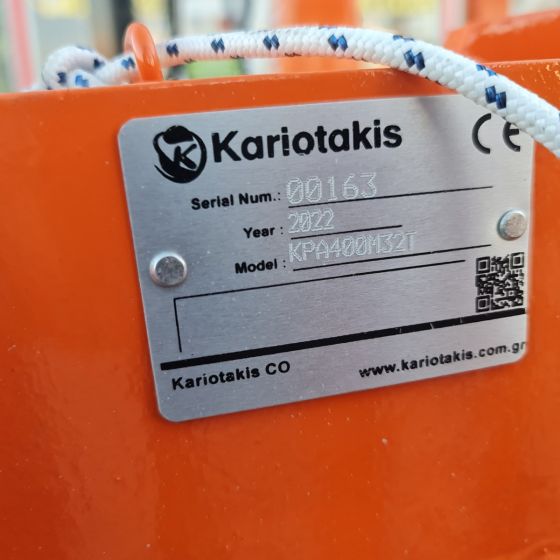 K Kariotakis CE
Serial Num.: 00163
Year : 2022
Model : KPA400M32T
Kariotakis CO www.kariotakis.com.gr